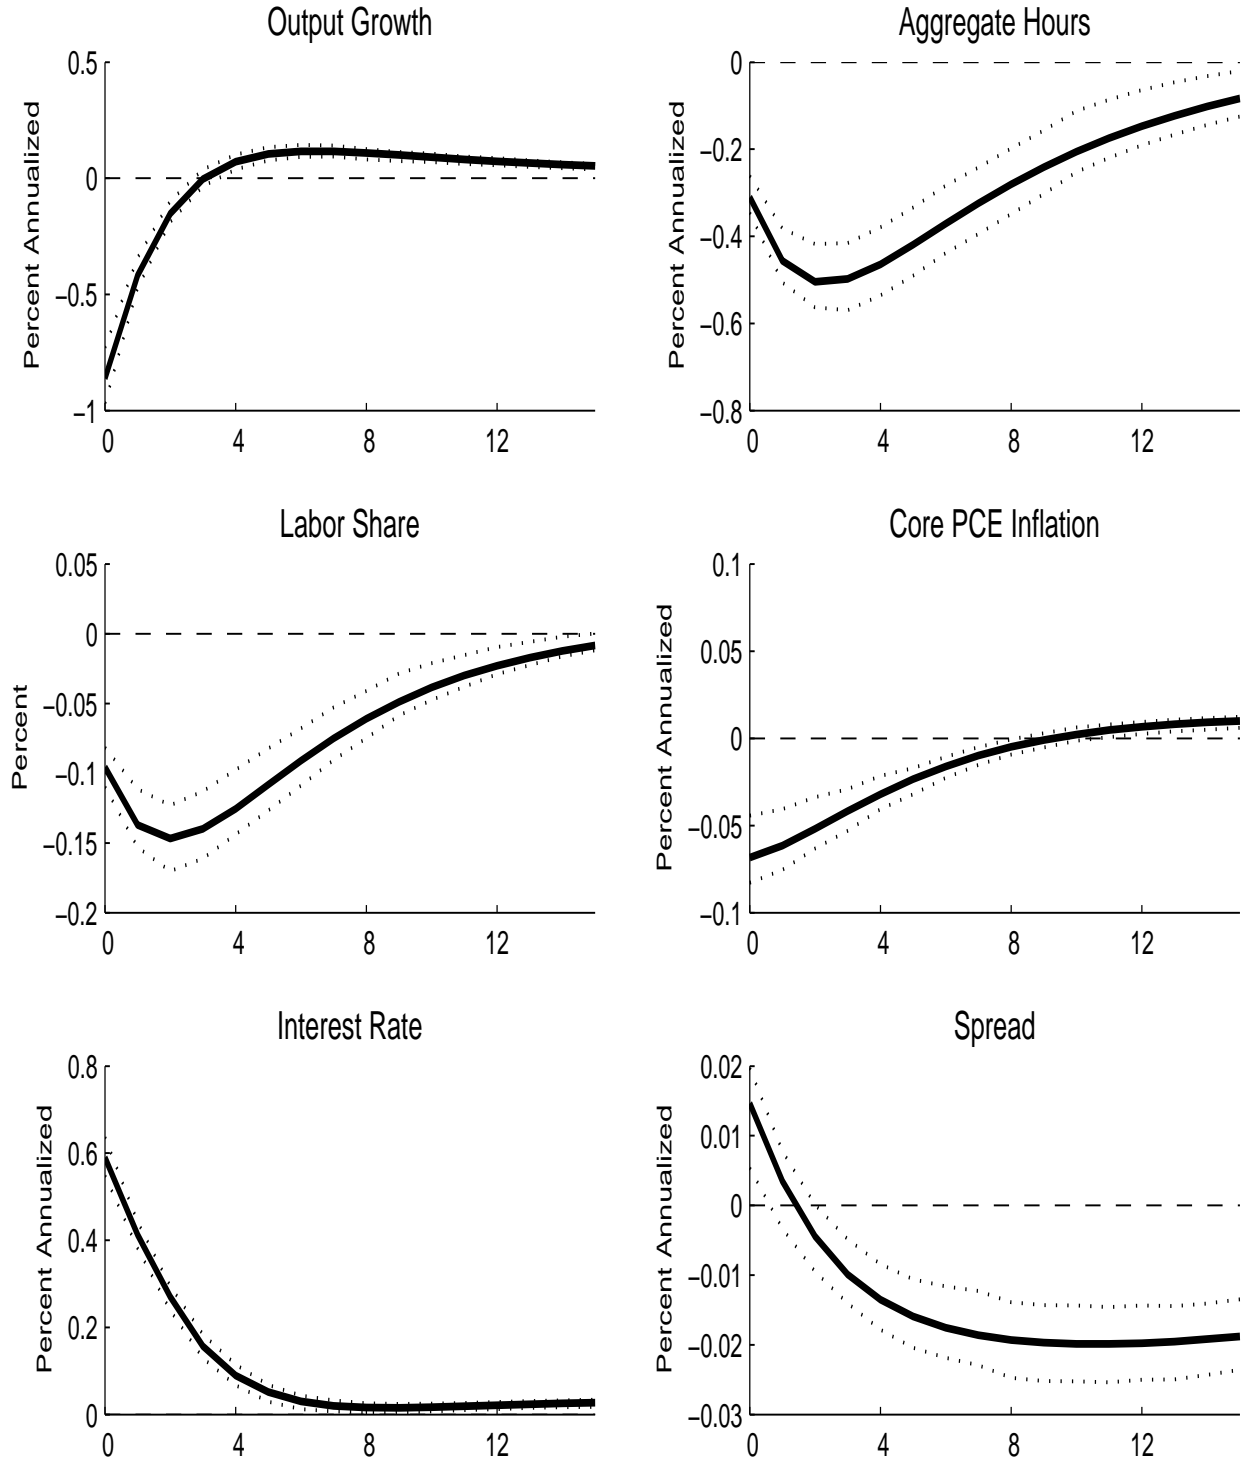 Output Growth
Percent Annualized
0.5
0
−0.5
−1
0 4 8 12
Aggregate Hours
Percent Annualized
0
−0.2
−0.4
−0.6
−0.8
0 4 8 12
Labor Share
Percent
0.05
0
−0.05
−0.1
−0.15
−0.2
0 4 8 12
Core PCE Inflation
Percent Annualized
0.1
0.05
0
−0.05
−0.1
0 4 8 12
Interest Rate
Percent Annualized
0.8
0.6
0.4
0.2
0
0 4 8 12
Spread
Percent Annualized
0.02
0.01
0
−0.01
−0.02
−0.03
0 4 8 12